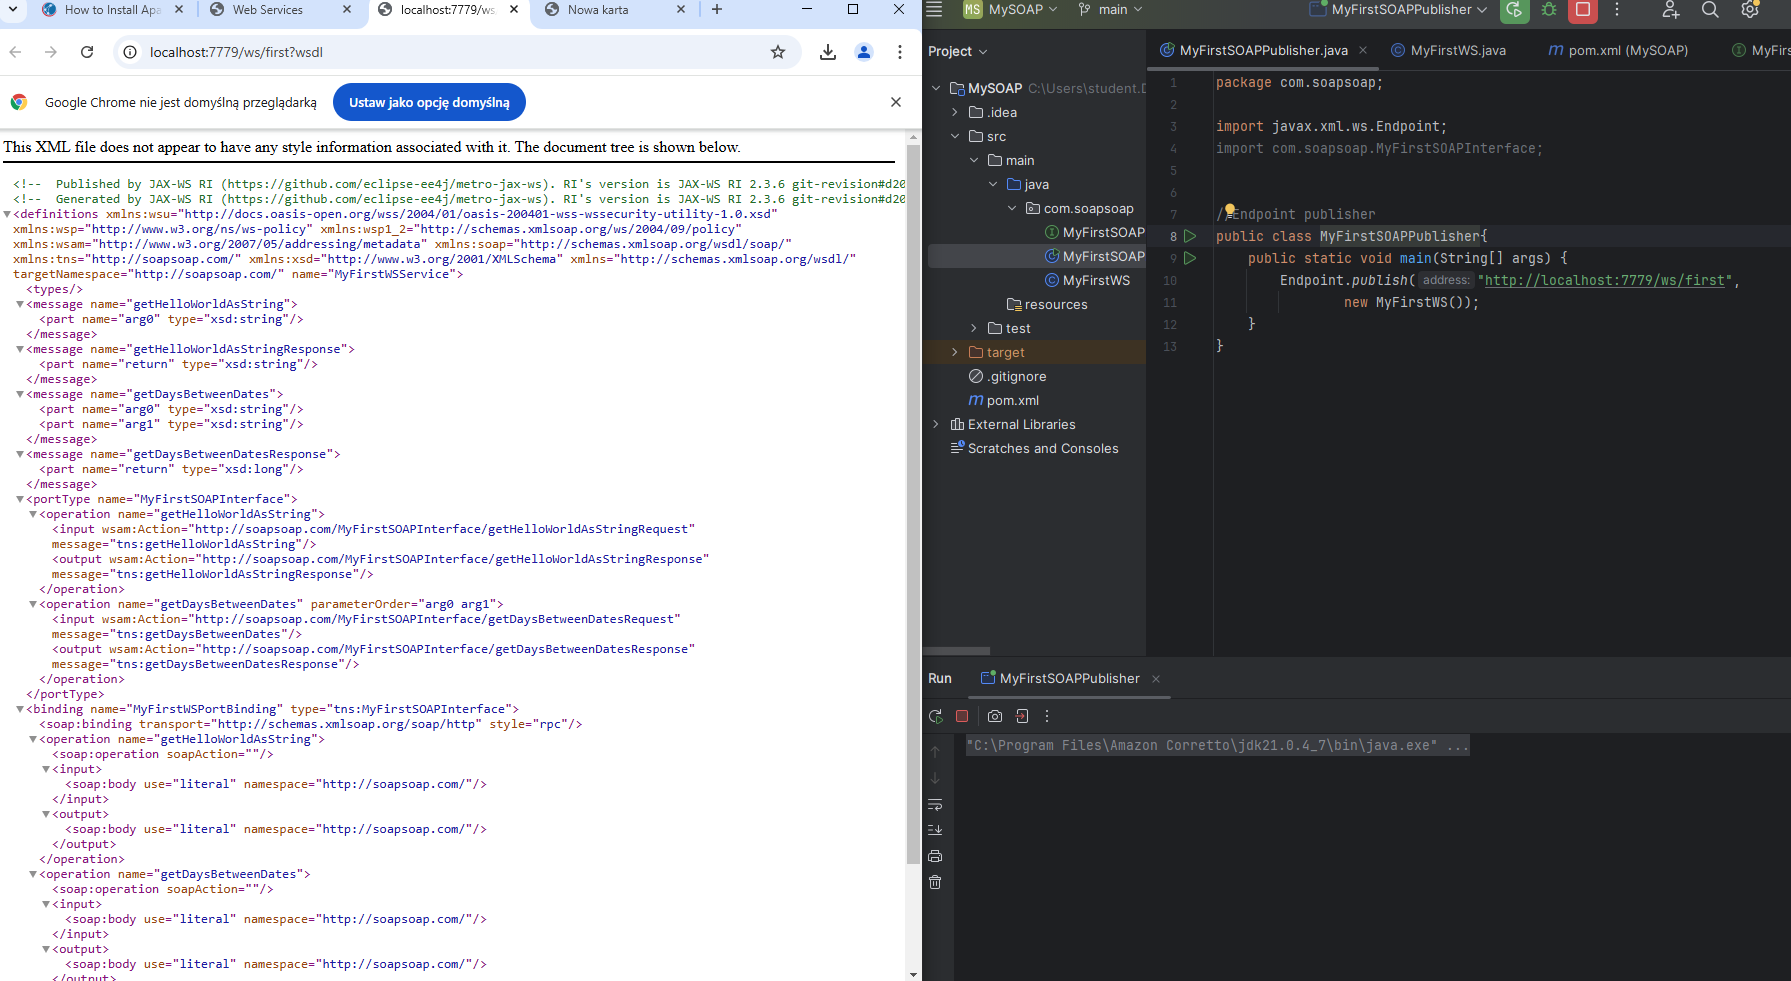 How to Install Apa
Web Services
localhost:7779/ws
Nowa karta
localhost:7779/ws/first?wsdl
Google Chrome nie jest domyślną przeglądarką
Ustaw jako opcję domyślną
This XML file does not appear to have any style information associated with it. The document tree is shown below.
<!-- Published by JAX-WS RI (https://github.com/eclipse-ee4j/metro-jax-ws). RI's version is JAX-WS RI 2.3.6 git-revision#d20
<!-- Generated by JAX-WS RI (https://github.com/eclipse-ee4j/metro-jax-ws). RI's version is JAX-WS RI 2.3.6 git-revision#d20
<definitions xmlns:wsu="http://docs.oasis-open.org/wss/2004/01/oasis-200401-wss-wssecurity-utility-1.0.xsd"
xmlns:wsp="http://www.w3.org/ns/ws-policy" xmlns:wsp1_2="http://schemas.xmlsoap.org/ws/2004/09/policy"
xmlns:wsam="http://www.w3.org/2007/05/addressing/metadata" xmlns:soap="http://schemas.xmlsoap.org/wsdl/soap/"
xmlns:tns="http://soapsoap.com/" xmlns:xsd="http://www.w3.org/2001/XMLSchema" xmlns="http://schemas.xmlsoap.org/wsdl/"
targetNamespace="http://soapsoap.com/" name="MyFirstWSService">
<types/>
<message name="getHelloWorldAsString">
<part name="arg0" type="xsd:string"/>
</message>
<message name="getHelloWorldAsStringResponse">
<part name="return" type="xsd:string"/>
</message>
<message name="getDaysBetweenDates">
<part name="arg0" type="xsd:string"/>
<part name="arg1" type="xsd:string"/>
</message>
<message name="getDaysBetweenDatesResponse">
<part name="return" type="xsd:long"/>
</message>
<portType name="MyFirstSOAPInterface">
<operation name="getHelloWorldAsString">
<input wsam:Action="http://soapsoap.com/MyFirstSOAPInterface/getHelloWorldAsStringRequest"
message="tns:getHelloWorldAsString"/>
<output wsam:Action="http://soapsoap.com/MyFirstSOAPInterface/getHelloWorldAsStringResponse"
message="tns:getHelloWorldAsStringResponse"/>
</operation>
<operation name="getDaysBetweenDates" parameterOrder="arg0 arg1">
<input wsam:Action="http://soapsoap.com/MyFirstSOAPInterface/getDaysBetweenDatesRequest"
message="tns:getDaysBetweenDates"/>
<output wsam:Action="http://soapsoap.com/MyFirstSOAPInterface/getDaysBetweenDatesResponse"
message="tns:getDaysBetweenDatesResponse"/>
</operation>
</portType>
<binding name="MyFirstWSPortBinding" type="tns:MyFirstSOAPInterface">
<soap:binding transport="http://schemas.xmlsoap.org/soap/http" style="rpc"/>
<operation name="getHelloWorldAsString">
<soap:operation soapAction=""/>
<input>
<soap:body use="literal" namespace="http://soapsoap.com/"/>
</input>
<output>
<soap:body use="literal" namespace="http://soapsoap.com/"/>
</output>
</operation>
<operation name="getDaysBetweenDates">
<soap:operation soapAction=""/>
<input>
<soap:body use="literal" namespace="http://soapsoap.com/"/>
</input>
<output>
<soap:body use="literal" namespace="http://soapsoap.com/"/>
</output>
MS MySOAP main MyFirstSOAPPublisher
Project
MySOAP C:\Users\student.D
.idea
src
main
java
com.soapsoap
MyFirstSOAP
MyFirstSOAP
MyFirstWS
resources
test
target
.gitignore
pom.xml
External Libraries
Scratches and Consoles
MyFirstSOAPPublisher.java MyFirstWS.java pom.xml (MySOAP) MyFirs
1 package com.soapsoap;
2
3 import javax.xml.ws.Endpoint;
4 import com.soapsoap.MyFirstSOAPInterface;
5
6
7 //Endpoint publisher
8 public class MyFirstSOAPPublisher{
9 public static void main(String[] args) {
10 Endpoint.publish( address: "http://localhost:7779/ws/first",
11 new MyFirstWS());
12 }
13 }
Run MyFirstSOAPPublisher
"C:\Program Files\Amazon Corretto\jdk21.0.4_7\bin\java.exe" ...